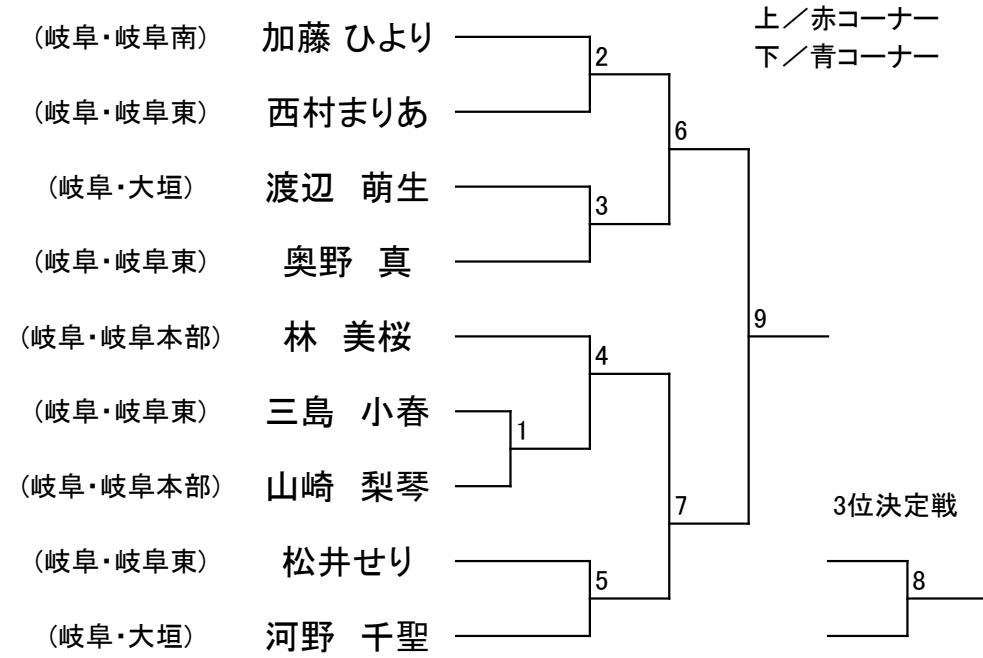 上／赤コーナー
下／青コーナー
（岐阜・岐阜南） 加藤 ひより
2
（岐阜・岐阜東） 西村まりあ
6
（岐阜・大垣） 渡辺　萌生
3
（岐阜・岐阜東） 奥野　真
9
（岐阜・岐阜本部） 林　美桜
4
（岐阜・岐阜東） 三島　小春
1
（岐阜・岐阜本部） 山崎　梨琴
7
3位決定戦
（岐阜・岐阜東） 松井せり
5
8
（岐阜・大垣） 河野　千聖